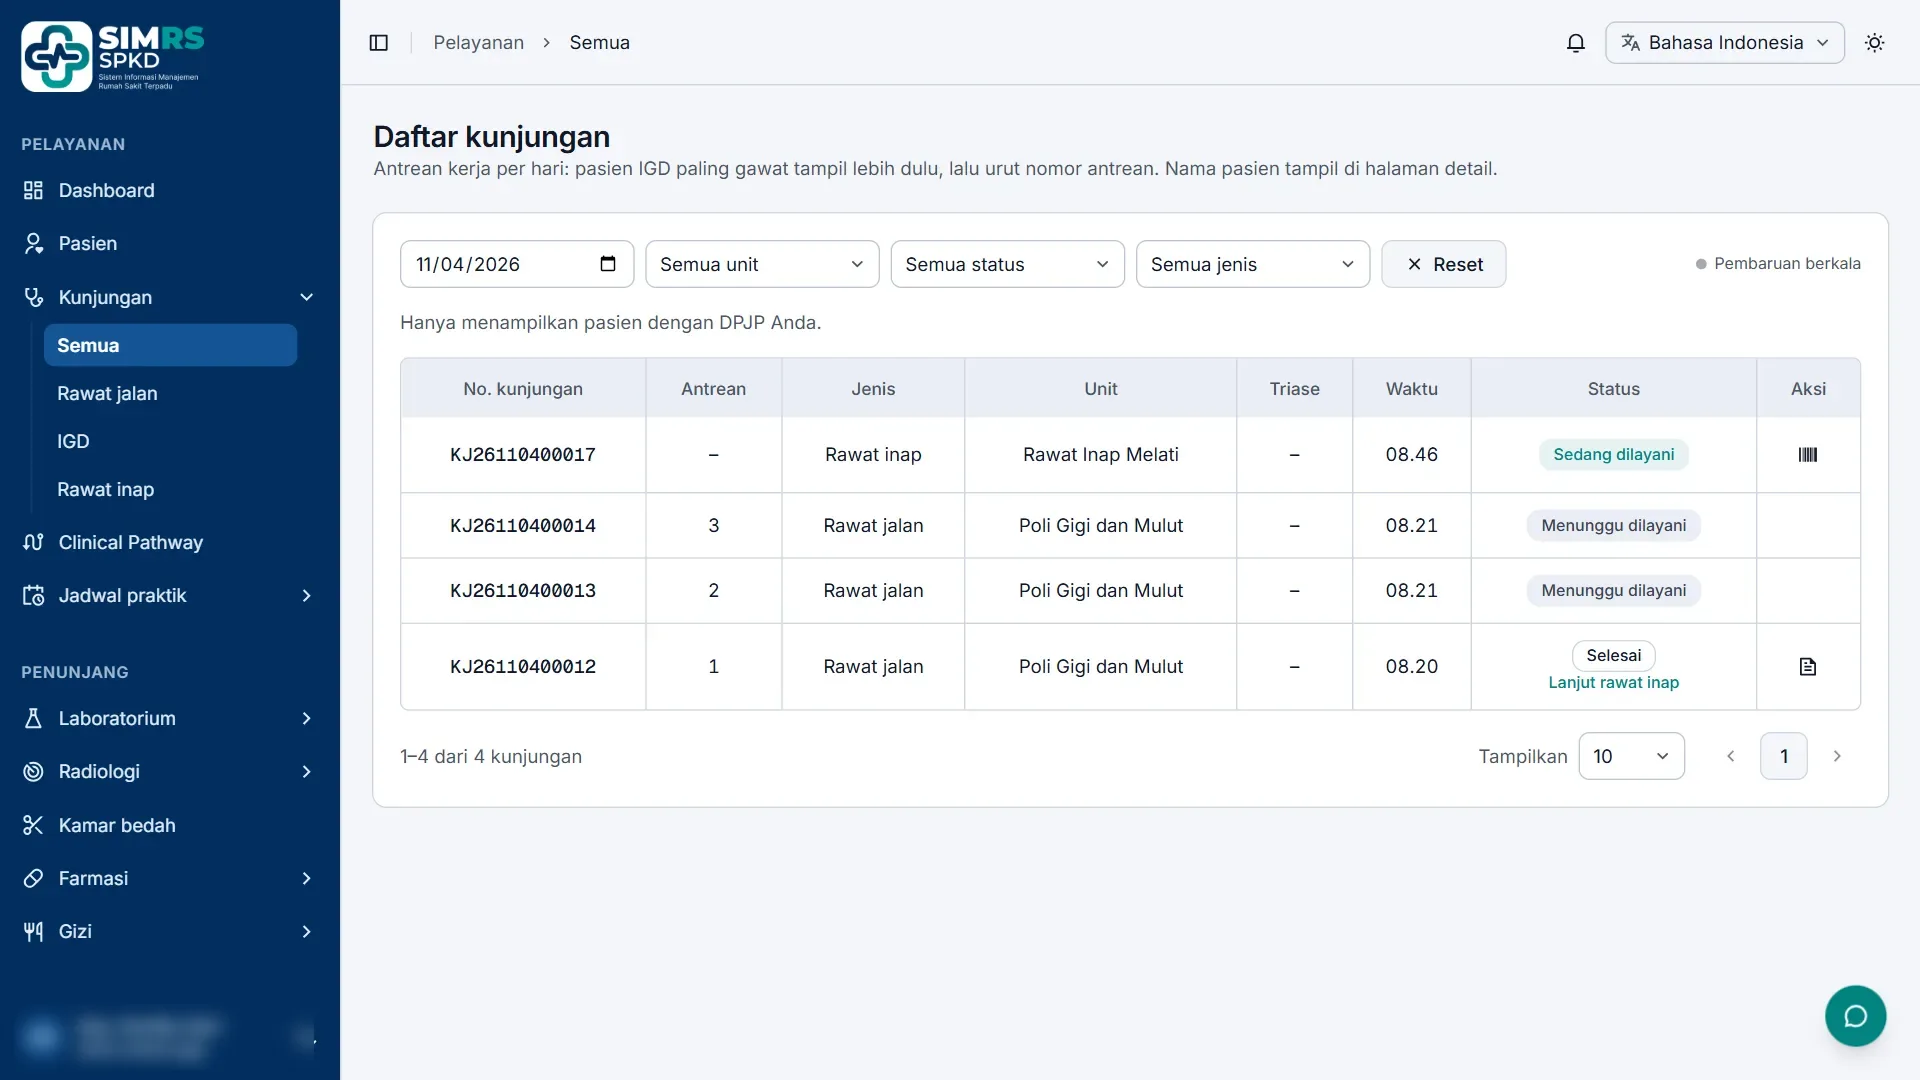 SIMRS
SPKD
Sistem Informasi Manajemen
Rumah Sakit Terpadu
PELAYANAN
Dashboard
Pasien
Kunjungan
Semua
Rawat jalan
IGD
Rawat inap
Clinical Pathway
Jadwal praktik
PENUNJANG
Laboratorium
Radiologi
Kamar bedah
Farmasi
Gizi
Pelayanan > Semua
Bahasa Indonesia
Daftar kunjungan
Antrean kerja per hari: pasien IGD paling gawat tampil lebih dulu, lalu urut nomor antrean. Nama pasien tampil di halaman detail.
11/04/2026 Semua unit Semua status Semua jenis Reset Pembaruan berkala
Hanya menampilkan pasien dengan DPJP Anda.
No. kunjungan Antrean Jenis Unit Triase Waktu Status Aksi
KJ26110400017 – Rawat inap Rawat Inap Melati – 08.46 Sedang dilayani
KJ26110400014 3 Rawat jalan Poli Gigi dan Mulut – 08.21 Menunggu dilayani
KJ26110400013 2 Rawat jalan Poli Gigi dan Mulut – 08.21 Menunggu dilayani
KJ26110400012 1 Rawat jalan Poli Gigi dan Mulut – 08.20 Selesai
Lanjut rawat inap
1–4 dari 4 kunjungan Tampilkan 10 1